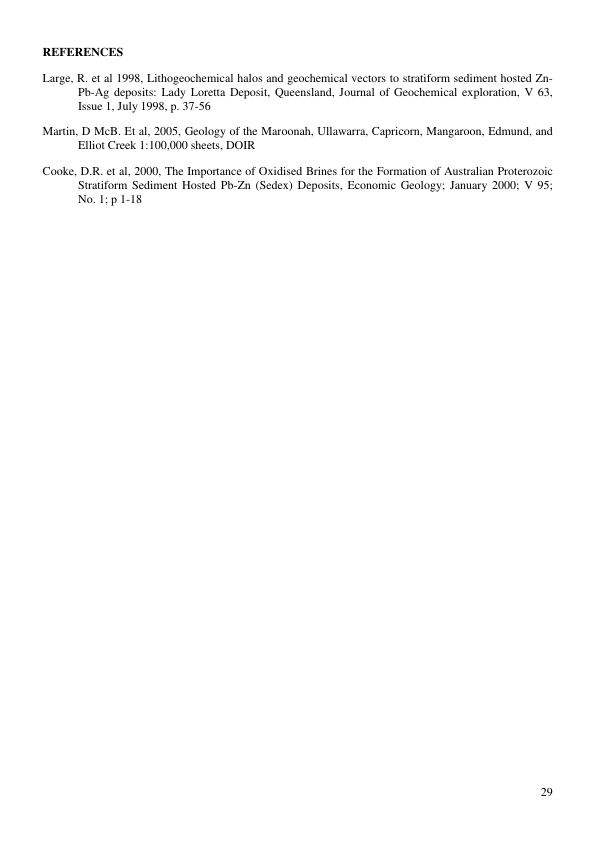 REFERENCES
Large, R. et al 1998, Lithogeochemical halos and geochemical vectors to stratiform sediment hosted Zn-
Pb-Ag deposits: Lady Loretta Deposit, Queensland, Journal of Geochemical exploration, V 63,
Issue 1, July 1998, p. 37-56
Martin, D McB. Et al, 2005, Geology of the Maroonah, Ullawarra, Capricorn, Mangaroon, Edmund, and
Elliot Creek 1:100,000 sheets, DOIR
Cooke, D.R. et al, 2000, The Importance of Oxidised Brines for the Formation of Australian Proterozoic
Stratiform Sediment Hosted Pb-Zn (Sedex) Deposits, Economic Geology; January 2000; V 95;
No. 1; p 1-18
29